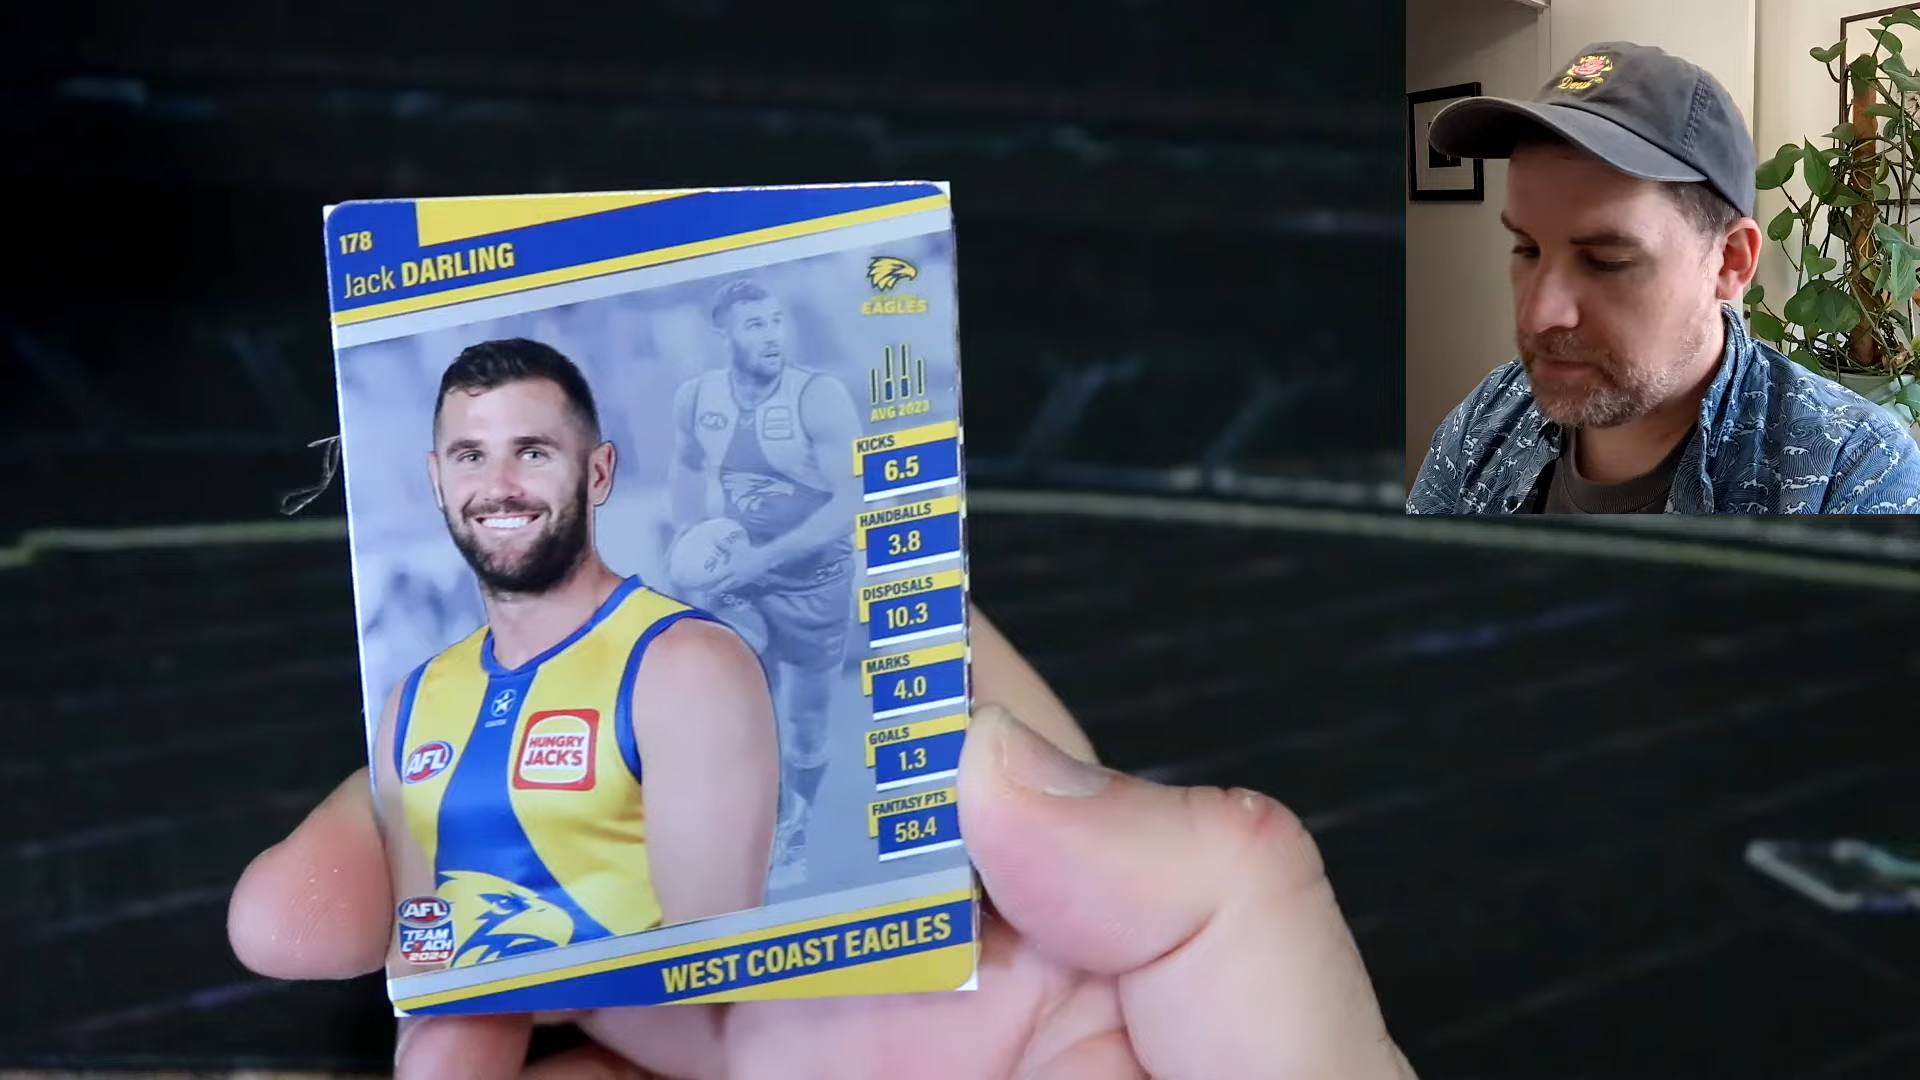 178
Jack DARLING
EAGLES
AVG 2023
KICKS
6.5
HANDBALLS
3.8
DISPOSALS
10.3
MARKS
4.0
GOALS
1.3
FANTASY PTS
58.4
AFL
HUNGRY
JACK'S
AFL
TEAM
COACH
2024
WEST COAST EAGLES